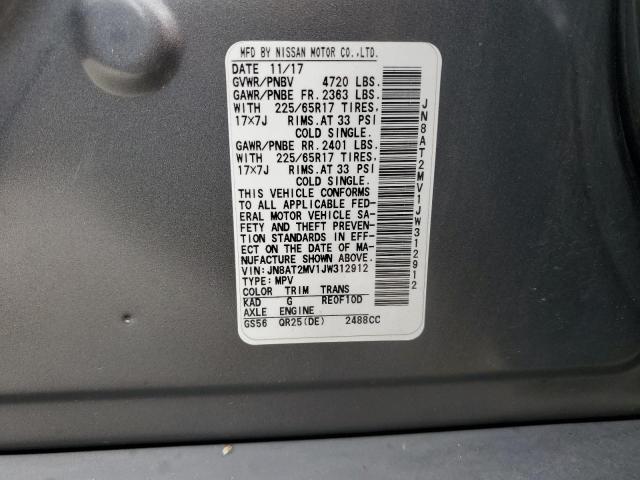 MFD BY NISSAN MOTOR CO.,LTD.
DATE 11/17
GVWR/PNBV 4720 LBS.
GAWR/PNBE FR. 2363 LBS.
WITH 225/65R17 TIRES,
17×7J RIMS.AT 33 PSI
COLD SINGLE.
GAWR/PNBE RR. 2401 LBS.
WITH 225/65R17 TIRES,
17×7J RIMS.AT 33 PSI
COLD SINGLE.
THIS VEHICLE CONFORMS
TO ALL APPLICABLE FED-
ERAL MOTOR VEHICLE SA-
FETY AND THEFT PREVEN-
TION STANDARDS IN EFF-
ECT ON THE DATE OF MA-
NUFACTURE SHOWN ABOVE.
VIN:JN8AT2MV1JW312912
TYPE:MPV
COLOR TRIM TRANS
KAD G RE0F10D
AXLE ENGINE
GS56 QR25(DE) 2488CC
JN8AT2MV1JW312912